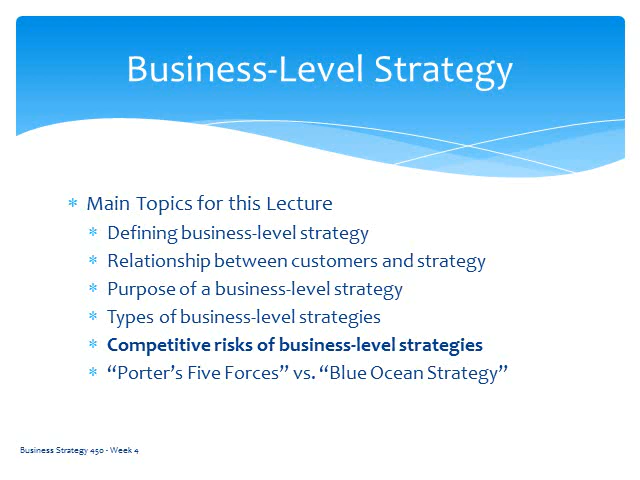 Business-Level Strategy
* Main Topics for this Lecture
* Defining business-level strategy
* Relationship between customers and strategy
* Purpose of a business-level strategy
* Types of business-level strategies
* Competitive risks of business-level strategies
* “Porter’s Five Forces” vs. “Blue Ocean Strategy”
Business Strategy 450 - Week 4